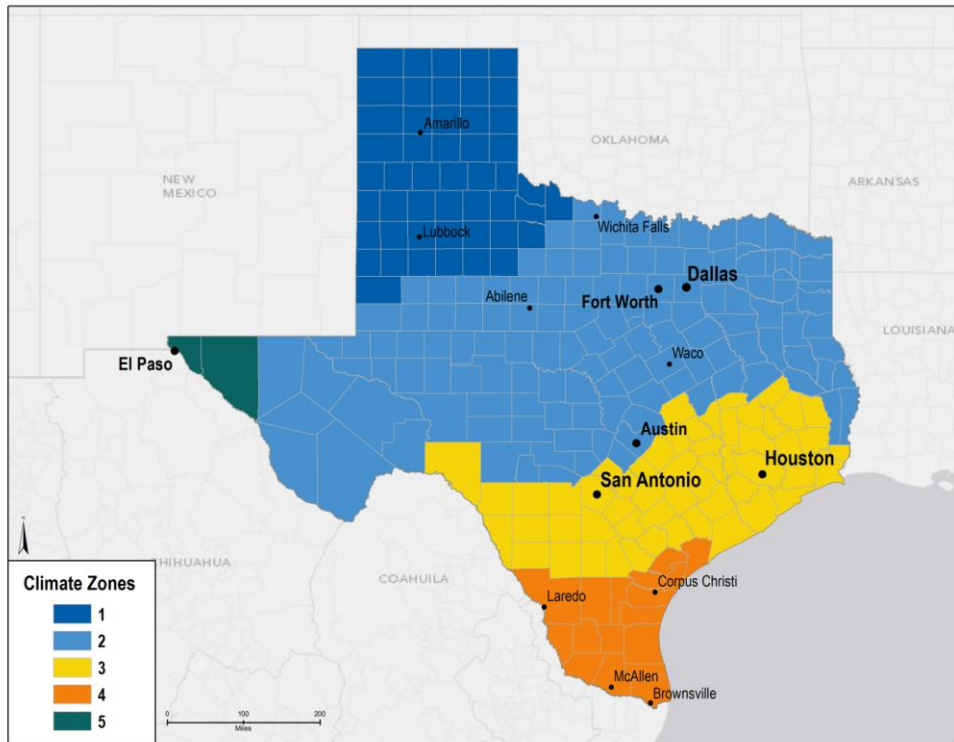 Amarillo
OKLAHOMA
NEW
MEXICO
ARKANSAS
Lubbock
Wichita Falls
Dallas
Fort Worth
Abilene
LOUISIANA
El Paso
Waco
Austin
Houston
San Antonio
CHIHUAHUA
COAHUILA
Corpus Christi
Laredo
McAllen
Brownsville
Climate Zones
1
2
3
4
5
0 100 200
Miles